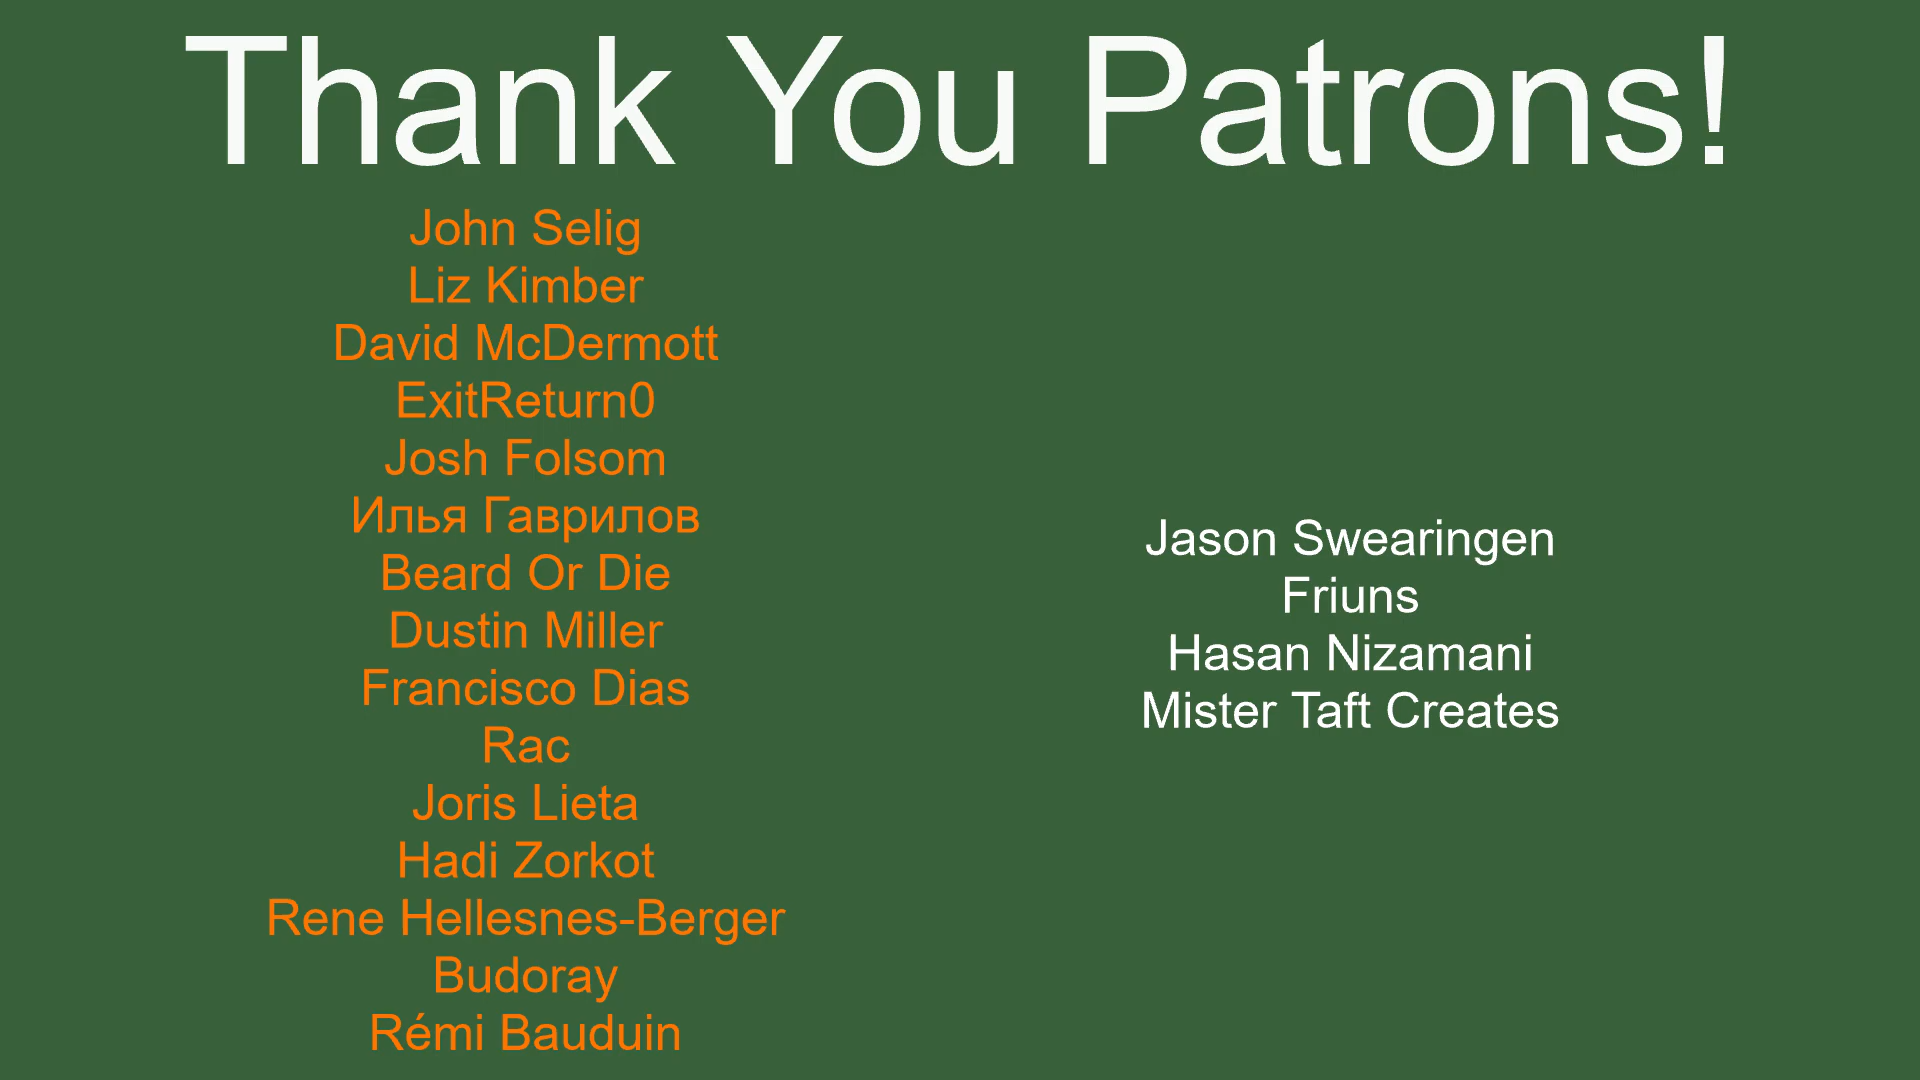 Thank You Patrons!
John Selig
Liz Kimber
David McDermott
ExitReturn0
Josh Folsom
Илья Гаврилов
Beard Or Die
Dustin Miller
Francisco Dias
Rac
Joris Lieta
Hadi Zorkot
Rene Hellesnes-Berger
Budoray
Rémi Bauduin
Jason Swearingen
Friuns
Hasan Nizamani
Mister Taft Creates